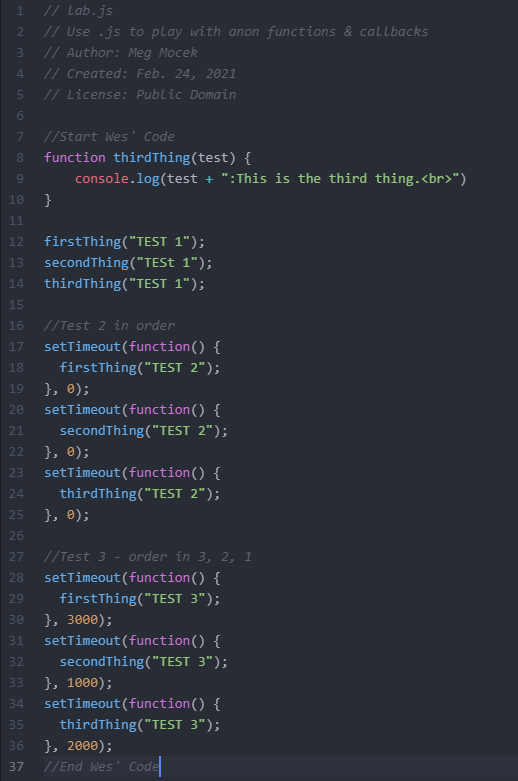 1 // lab.js
2 // Use .js to play with anon functions & callbacks
3 // Author: Meg Mocek
4 // Created: Feb. 24, 2021
5 // License: Public Domain
6
7 //Start Wes' Code
8 function thirdThing(test) {
9     console.log(test + ":This is the third thing.<br>")
10 }
11
12 firstThing("TEST 1");
13 secondThing("TESt 1");
14 thirdThing("TEST 1");
15
16 //Test 2 in order
17 setTimeout(function() {
18   firstThing("TEST 2");
19 }, 0);
20 setTimeout(function() {
21   secondThing("TEST 2");
22 }, 0);
23 setTimeout(function() {
24   thirdThing("TEST 2");
25 }, 0);
26
27 //Test 3 - order in 3, 2, 1
28 setTimeout(function() {
29   firstThing("TEST 3");
30 }, 3000);
31 setTimeout(function() {
32   secondThing("TEST 3");
33 }, 1000);
34 setTimeout(function() {
35   thirdThing("TEST 3");
36 }, 2000);
37 //End Wes' Code